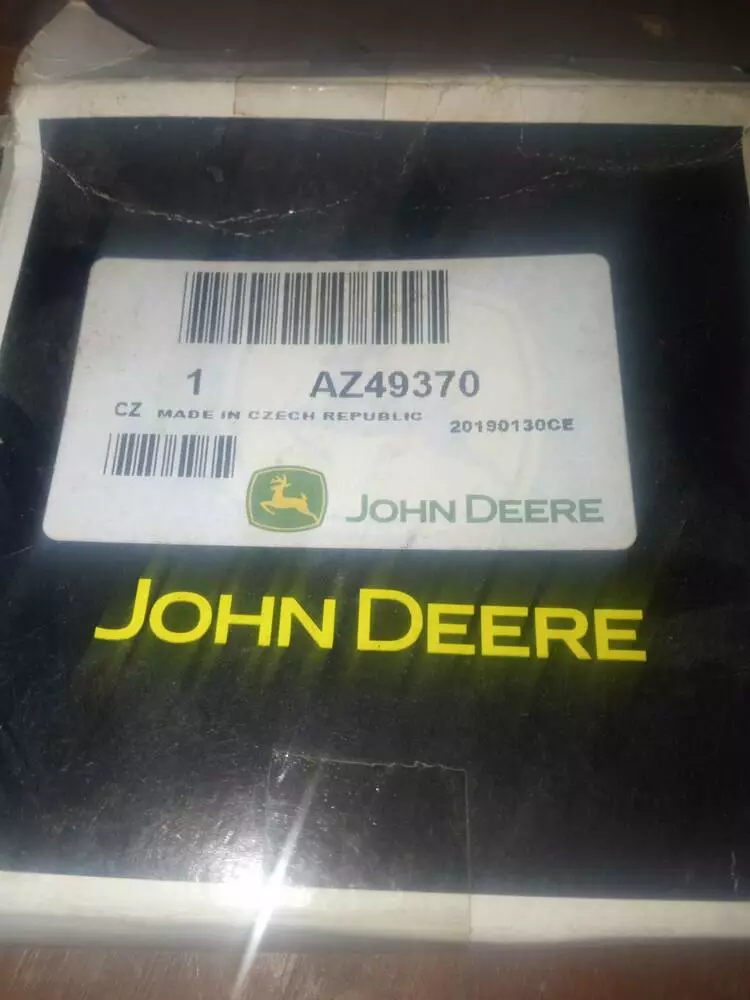 1 AZ49370
CZ MADE IN CZECH REPUBLIC 20190130CE
JOHN DEERE
JOHN DEERE